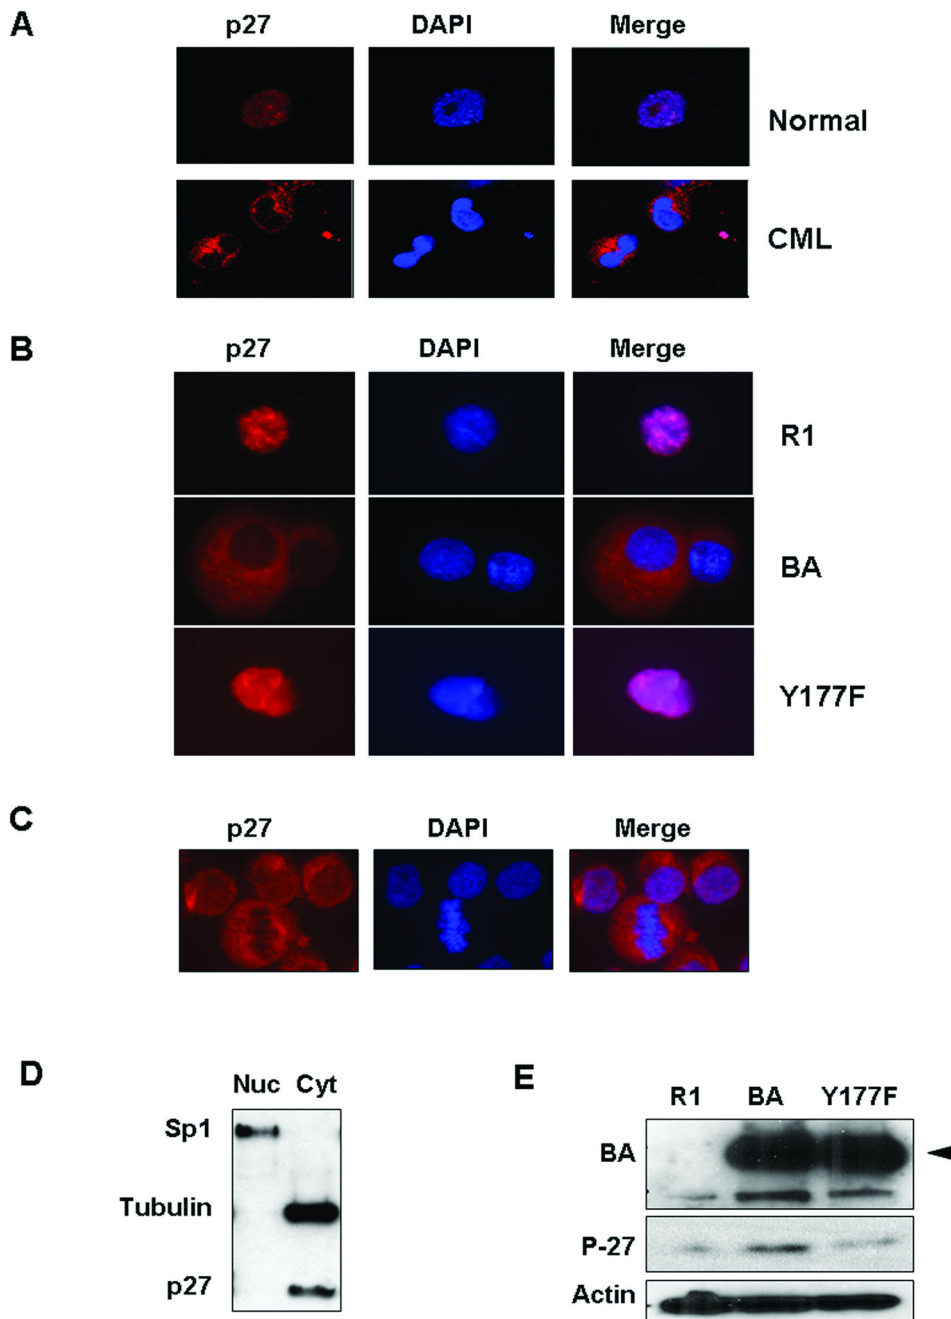 A
p27 DAPI Merge
Normal
CML
B
p27 DAPI Merge
R1
BA
Y177F
C
p27 DAPI Merge
D
Nuc Cyt
Sp1
Tubulin
p27
E
R1 BA Y177F
BA
P-27
Actin